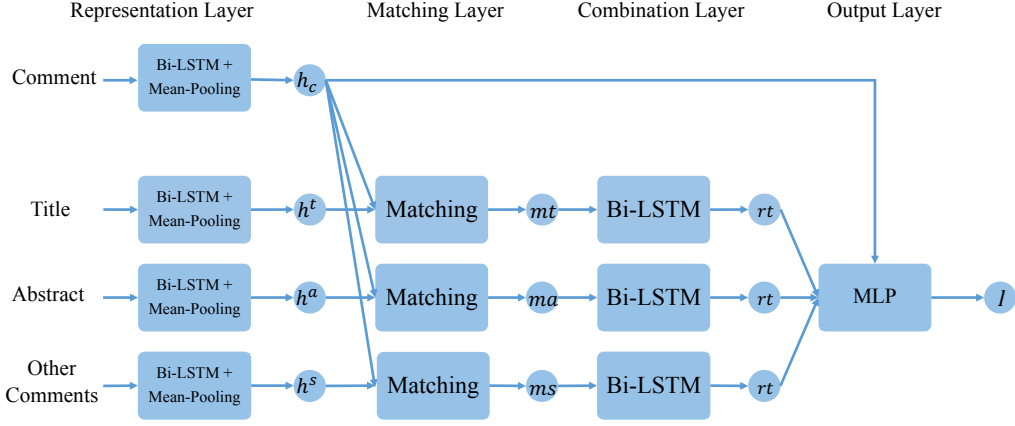 Representation Layer Matching Layer Combination Layer Output Layer
Comment
Bi-LSTM +
Mean-Pooling
h_c
Title
Bi-LSTM +
Mean-Pooling
h^t
Matching
mt
Bi-LSTM
rt
Abstract
Bi-LSTM +
Mean-Pooling
h^a
Matching
ma
Bi-LSTM
rt
MLP
l
Other
Comments
Bi-LSTM +
Mean-Pooling
h^s
Matching
ms
Bi-LSTM
rt